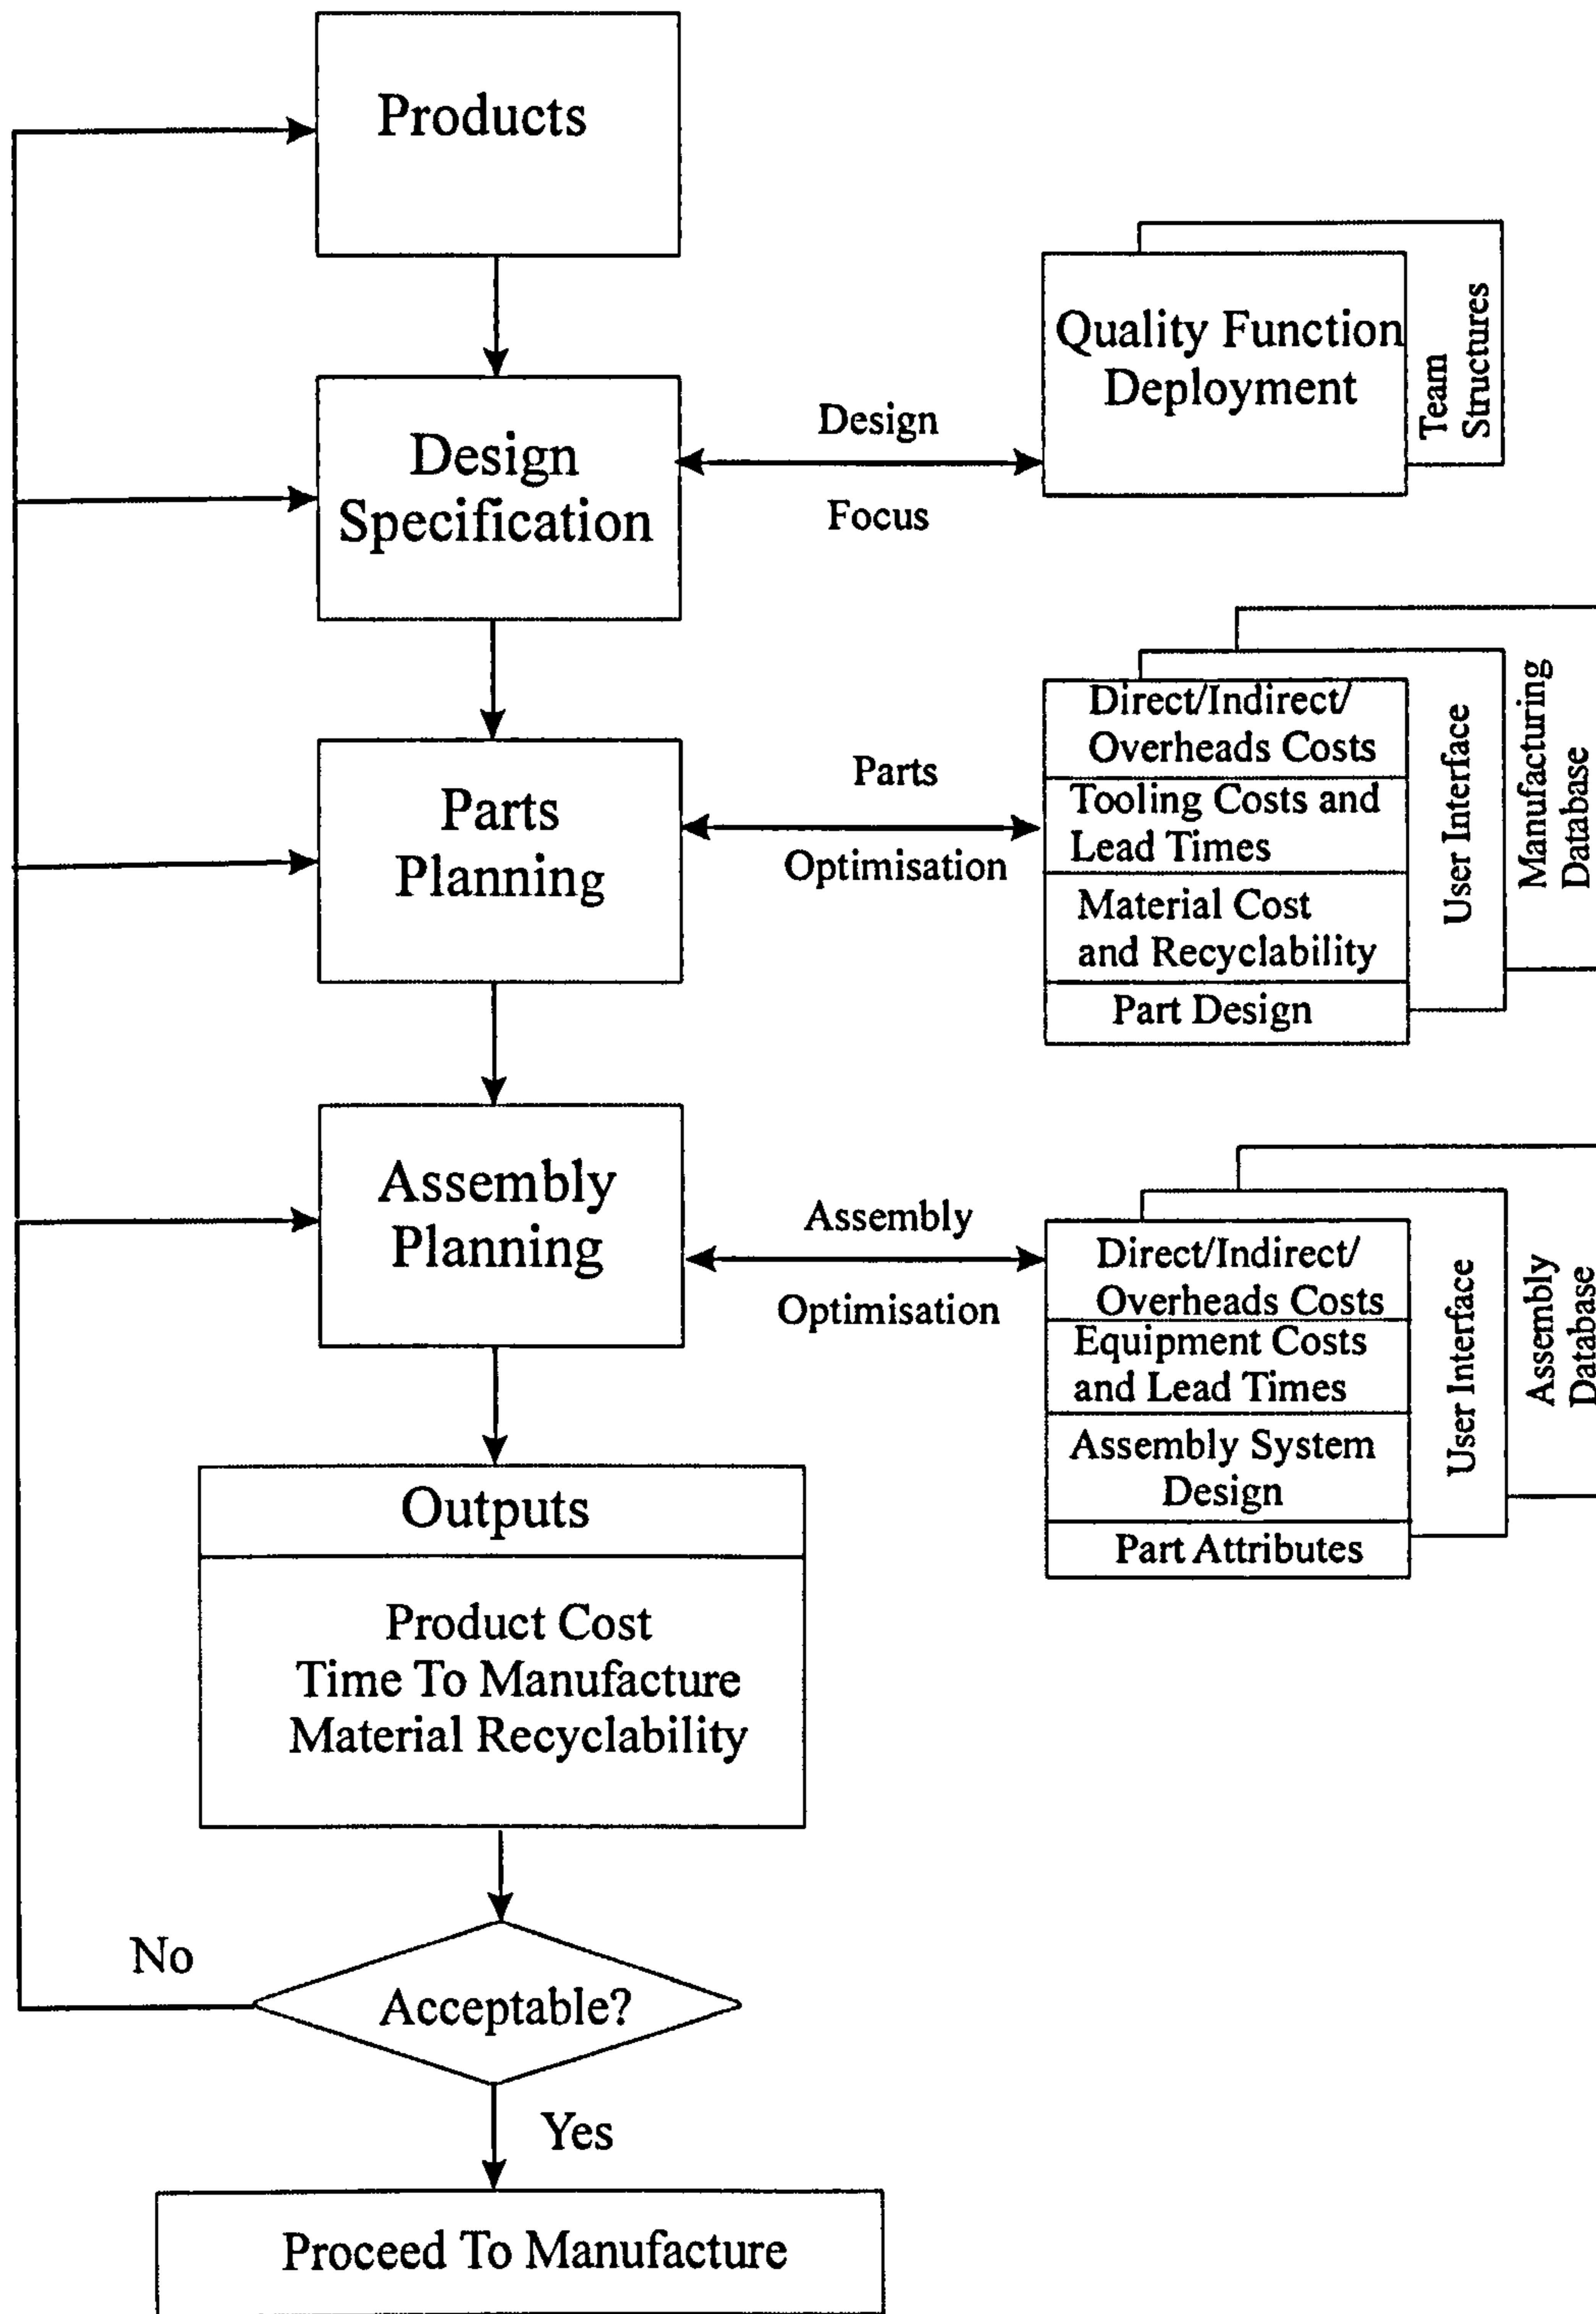 Products
Quality Function
Deployment
Team
Structures
Design
Specification
Design
Focus
Direct/Indirect/
Overheads Costs
Tooling Costs and
Lead Times
Material Cost
and Recyclability
Part Design
User Interface
Manufacturing
Database
Parts
Planning
Parts
Optimisation
Assembly
Planning
Assembly
Optimisation
Direct/Indirect/
Overheads Costs
Equipment Costs
and Lead Times
Assembly System
Design
Part Attributes
User Interface
Assembly
Database
Outputs
Product Cost
Time To Manufacture
Material Recyclability
No
Acceptable?
Yes
Proceed To Manufacture